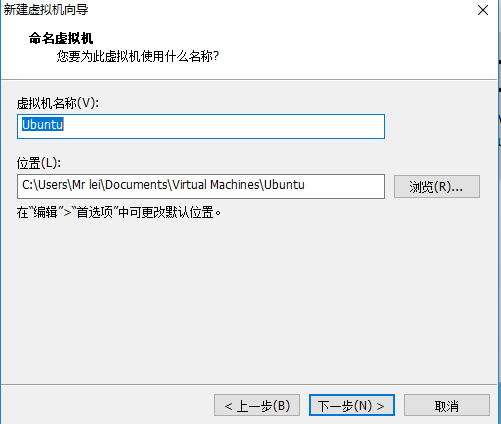 新建虚拟机向导
命名虚拟机
您要为此虚拟机使用什么名称?
虚拟机名称(V):
Ubuntu
位置(L):
C:\Users\Mr lei\Documents\Virtual Machines\Ubuntu
浏览(R)...
在“编辑”>“首选项”中可更改默认位置。
< 上一步(B)
下一步(N) >
取消